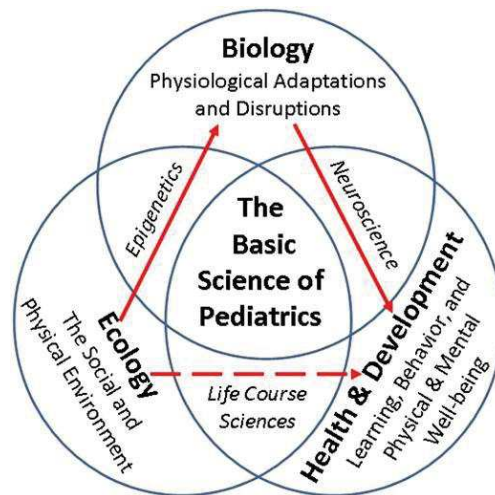 Biology
Physiological Adaptations
and Disruptions
Epigenetics
Neuroscience
The
Basic
Science of
Pediatrics
Ecology
The Social and
Physical Environment
Life Course
Sciences
Health & Development
Learning, Behavior, and
Physical & Mental
Well-being